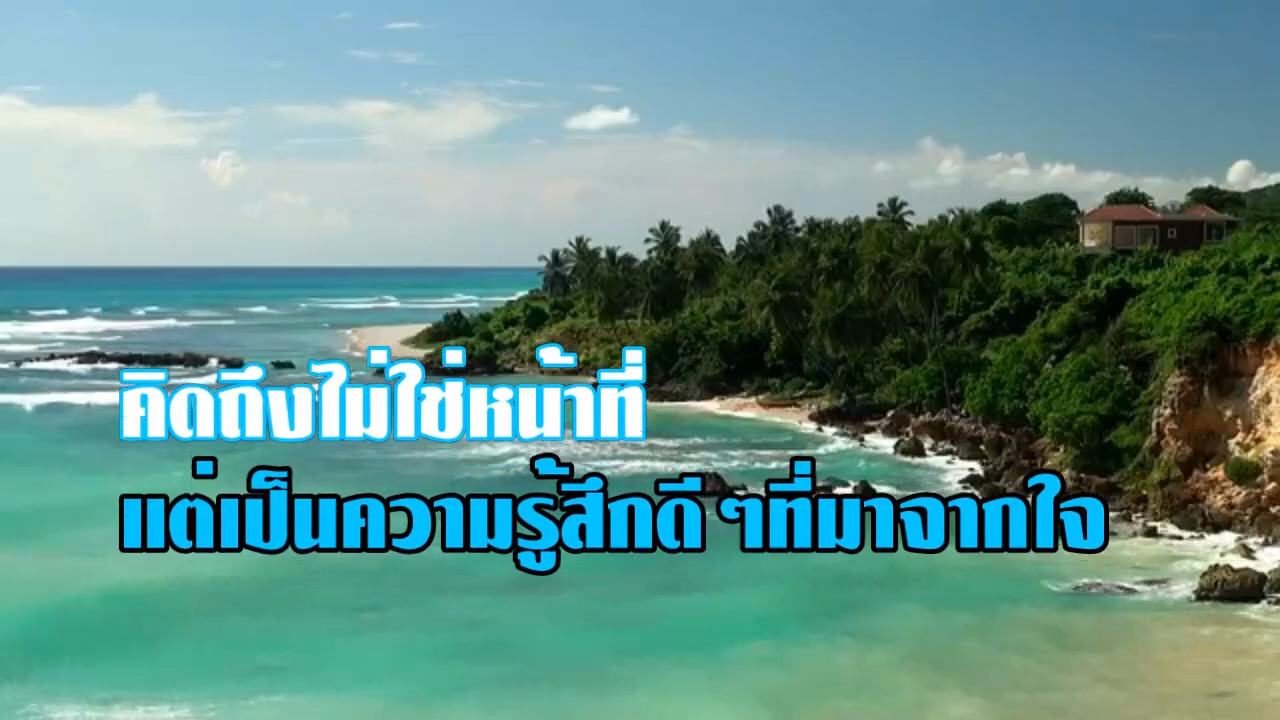 คิดถึงไม่ใช่หน้าที่
แต่เป็นความรู้สึกดี ๆที่มาจากใจ